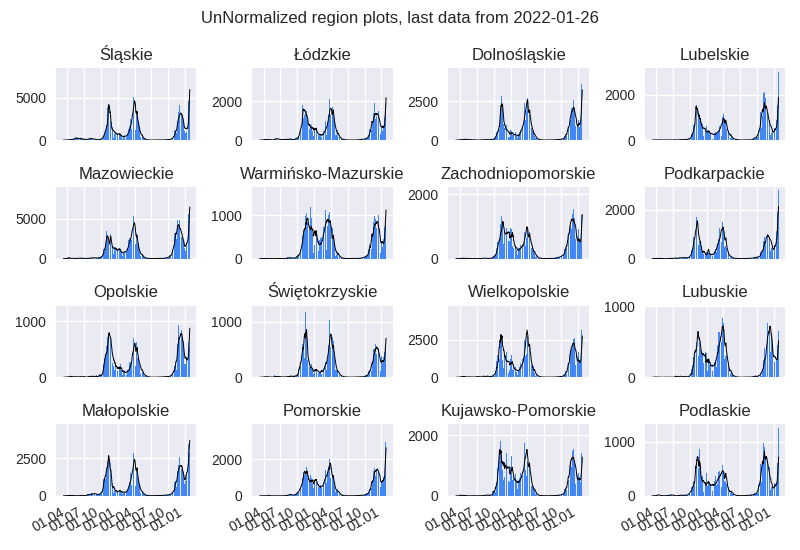 UnNormalized region plots, last data from 2022-01-26
Śląskie Łódzkie Dolnośląskie Lubelskie
5000 2000 2500 2000
0 0 0 0
Mazowieckie Warmińsko-Mazurskie Zachodniopomorskie Podkarpackie
5000 1000 2000 2000
0 0 0 0
Opolskie Świętokrzyskie Wielkopolskie Lubuskie
1000 1000 2500 1000
0 0 0 0
Małopolskie Pomorskie Kujawsko-Pomorskie Podlaskie
2500 2000 2000 1000
0 0 0 0
01.04 01.07 01.10 01.01 01.04 01.07 01.10 01.01 01.04 01.07 01.10 01.01 01.04 01.07 01.10 01.01 01.04 01.07 01.10 01.01 01.04 01.07 01.10 01.01 01.04 01.07 01.10 01.01 01.04 01.07 01.10 01.01